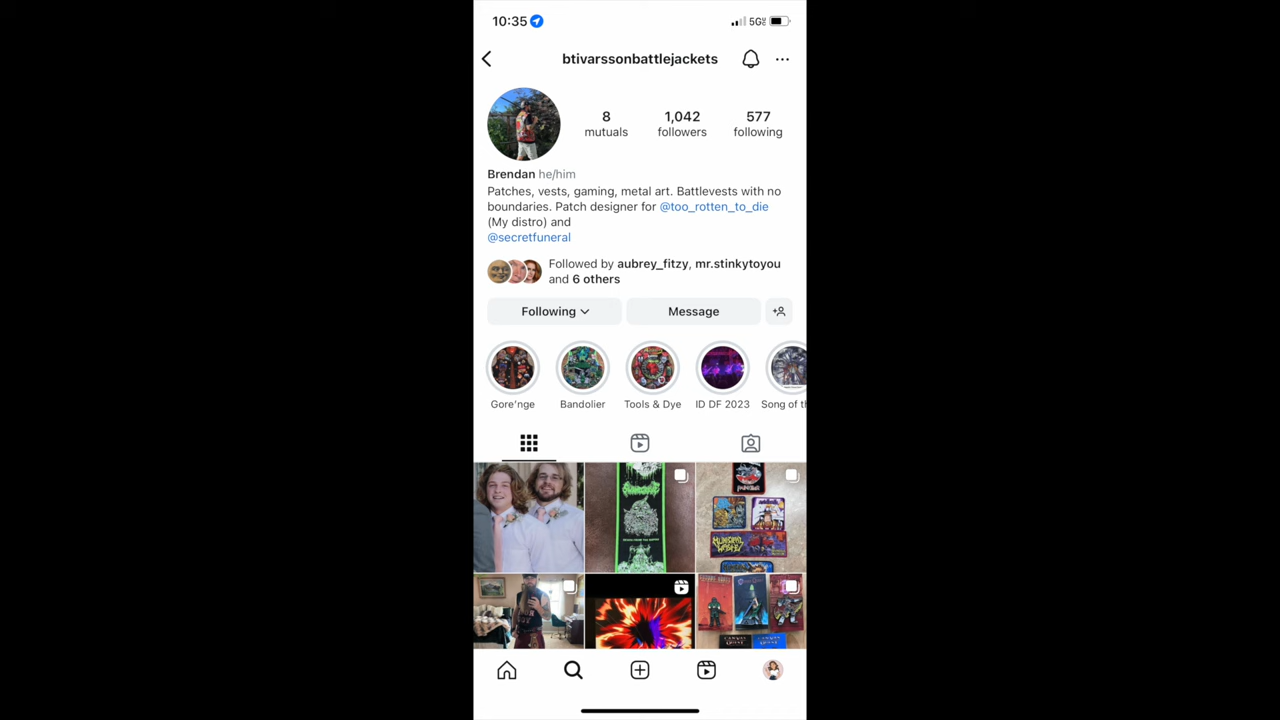 10:35
5G
btivarssonbattlejackets
8 1,042 577
mutuals followers following
Brendan he/him
Patches, vests, gaming, metal art. Battlevests with no
boundaries. Patch designer for @too_rotten_to_die
(My distro) and
@secretfuneral
Followed by aubrey_fitzy, mr.stinkytoyou
and 6 others
Following Message
Gore'nge Bandolier Tools & Dye ID DF 2023 Song of th